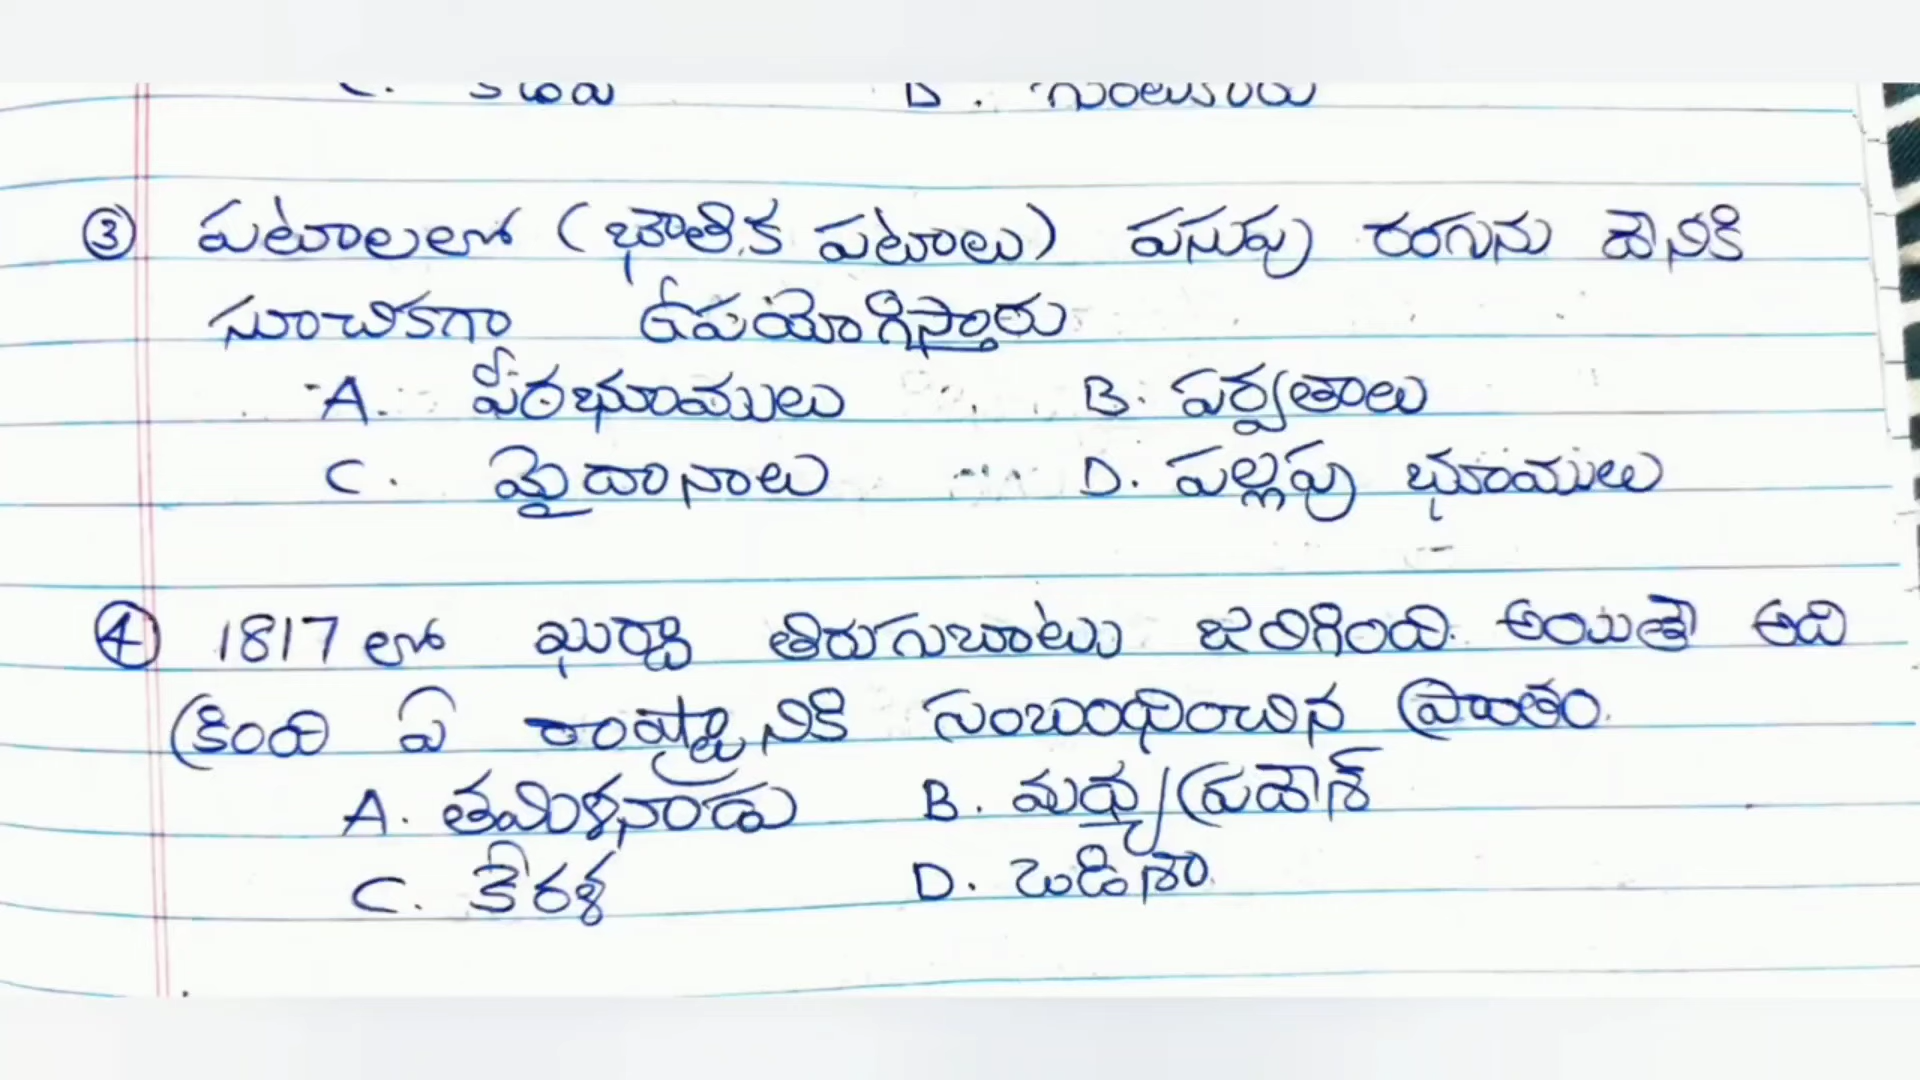 ③ పటాలలో (భౌతిక పటాలు) పసుపు రంగును దేనికి
సూచికగా ఉపయోగిస్తారు
A. పీఠభూములు B. పర్వతాలు
C. మైదానాలు D. పల్లపు భూములు
④ 1817 లో ఖుర్దా తిరుగుబాటు జరిగింది. అయితే అది
క్రింది ఏ రాష్ట్రానికి సంబంధించిన ప్రాంతం.
A. తమిళనాడు B. మధ్యప్రదేశ్
C. కేరళ D. ఒడిశా.